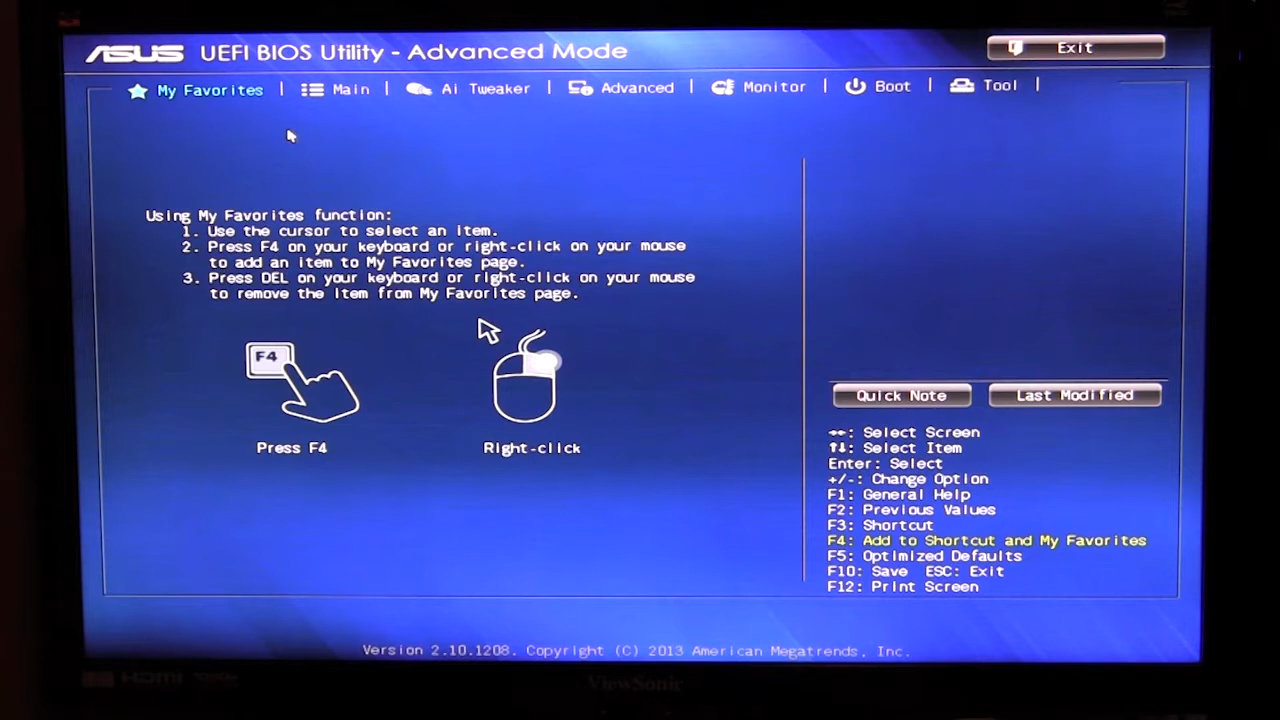 ASUS UEFI BIOS Utility - Advanced Mode
Exit
My Favorites | Main | Ai Tweaker | Advanced | Monitor | Boot | Tool |
Using My Favorites function:
1. Use the cursor to select an item.
2. Press F4 on your keyboard or right-click on your mouse
to add an item to My Favorites page.
3. Press DEL on your keyboard or right-click on your mouse
to remove the item from My Favorites page.
F4
Press F4
Right-click
Quick Note
Last Modified
→←: Select Screen
↑↓: Select Item
Enter: Select
+/-: Change Option
F1: General Help
F2: Previous Values
F3: Shortcut
F4: Add to Shortcut and My Favorites
F5: Optimized Defaults
F10: Save ESC: Exit
F12: Print Screen
Version 2.10.1208. Copyright (C) 2013 American Megatrends, Inc.
HDMI
ViewSonic